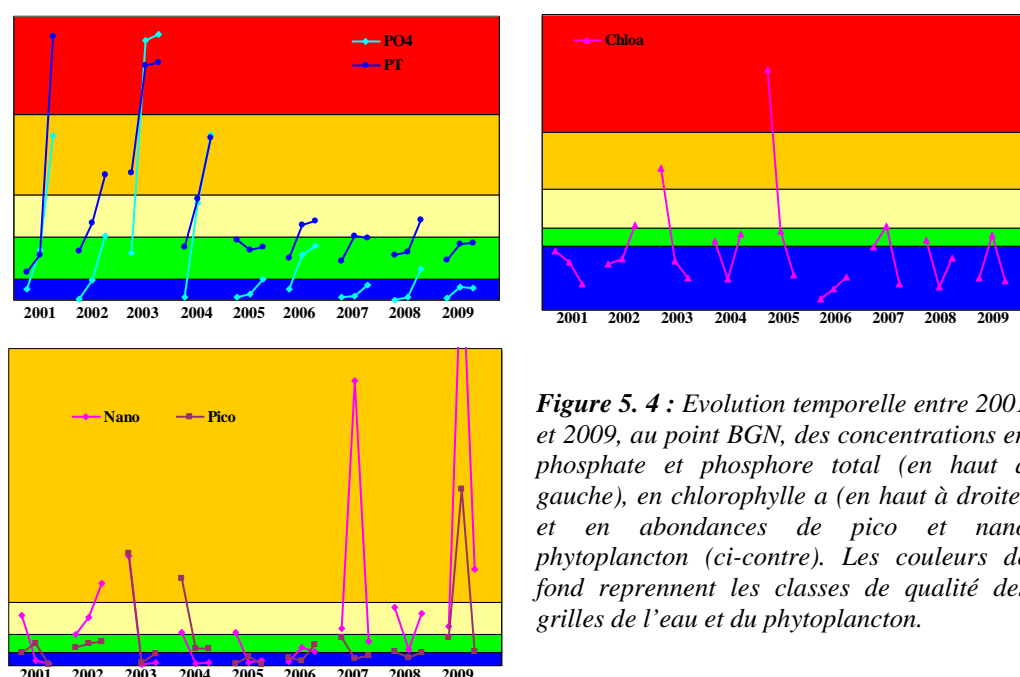 PO4
PT
2001 2002 2003 2004 2005 2006 2007 2008 2009
Chloa
2001 2002 2003 2004 2005 2006 2007 2008 2009
Nano Pico
2001 2002 2003 2004 2005 2006 2007 2008 2009
Figure 5. 4 : Evolution temporelle entre 2001
et 2009, au point BGN, des concentrations en
phosphate et phosphore total (en haut
gauche), en chlorophylle a (en haut à droite
et en abondances de pico et nano
phytoplancton (ci-contre). Les couleurs de
fond reprennent les classes de qualité des
grilles de l'eau et du phytoplancton.